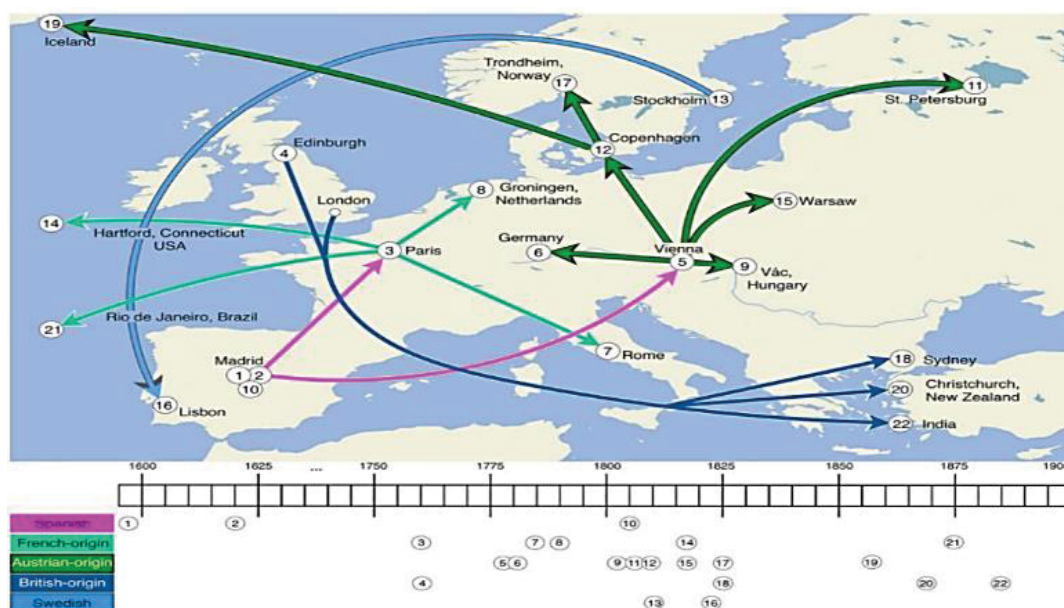 19
Iceland
Trondheim,
Norway
17
Stockholm
13
11
St. Petersburg
Edinburgh
4
Copenhagen
12
London
8
Groningen,
Netherlands
15
Warsaw
14
Hartford, Connecticut
USA
3
Paris
Germany
6
Vienna
5
9
Vác,
Hungary
21
Rio de Janeiro, Brazil
7
Rome
Madrid
1
2
10
16
Lisbon
18
Sydney
20
Christchurch,
New Zealand
22
India
1600 1625 ... 1750 1775 1800 1825 1850 1875 1900
Spanish 1 2 10
French-origin 3 7 8 14 21
Austrian-origin 5 6 9 11 12 15 17 19
British-origin 4 18 20 22
Swedish 13 16